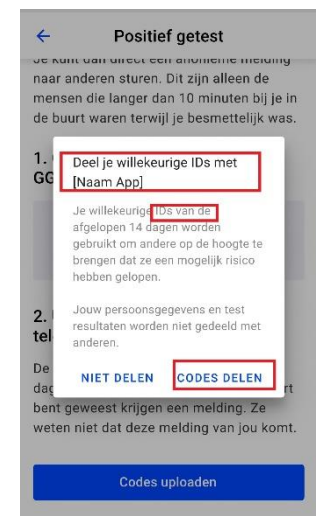 Positief getest
Je kunt dan direct een anonieme melding
naar anderen sturen. Dit zijn alleen de
mensen die langer dan 10 minuten bij je in
de buurt waren terwijl je besmettelijk was.
1.
GG
Deel je willekeurige IDs met
[Naam App]
Je willekeurige IDs van de
afgelopen 14 dagen worden
gebruikt om andere op de hoogte te
brengen dat ze een mogelijk risico
hebben gelopen.
Jouw persoonsgegevens en test
resultaten worden niet gedeeld met
anderen.
2.
tel
De
dag
NIET DELEN CODES DELEN
rt
bent geweest krijgen een melding. Ze
weten niet dat deze melding van jou komt.
Codes uploaden